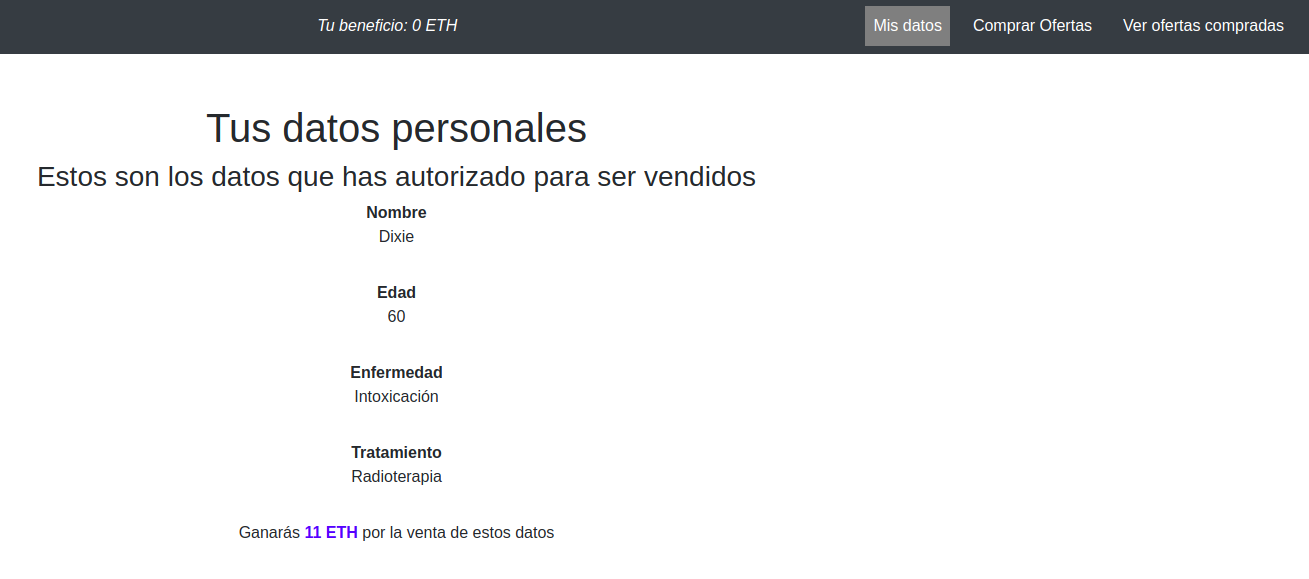 Tu beneficio: 0 ETH
Mis datos
Comprar Ofertas
Ver ofertas compradas
Tus datos personales
Estos son los datos que has autorizado para ser vendidos
Nombre
Dixie
Edad
60
Enfermedad
Intoxicación
Tratamiento
Radioterapia
Ganarás 11 ETH por la venta de estos datos